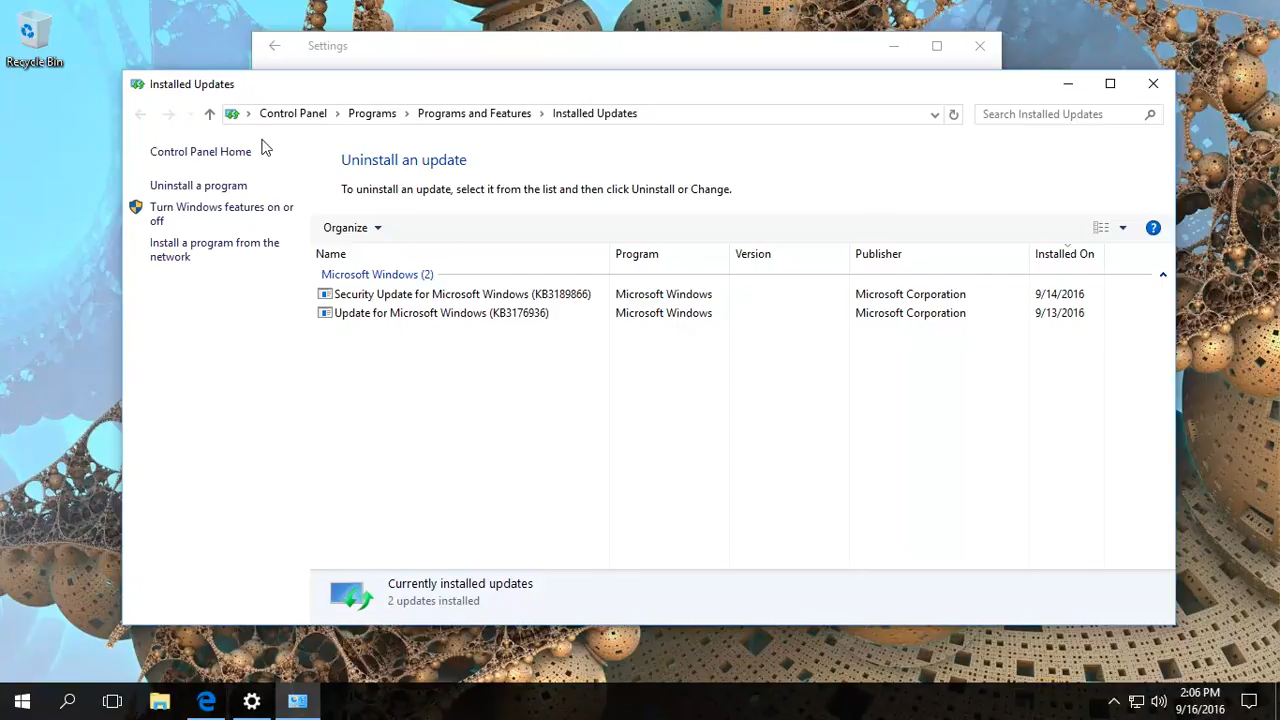 Recycle Bin
Settings
Installed Updates
Control Panel Programs Programs and Features Installed Updates
Search Installed Updates
Control Panel Home
Uninstall a program
Turn Windows features on or
off
Install a program from the
network
Uninstall an update
To uninstall an update, select it from the list and then click Uninstall or Change.
Organize
Name Program Version Publisher Installed On
Microsoft Windows (2)
Security Update for Microsoft Windows (KB3189866) Microsoft Windows Microsoft Corporation 9/14/2016
Update for Microsoft Windows (KB3176936) Microsoft Windows Microsoft Corporation 9/13/2016
Currently installed updates
2 updates installed
2:06 PM
9/16/2016